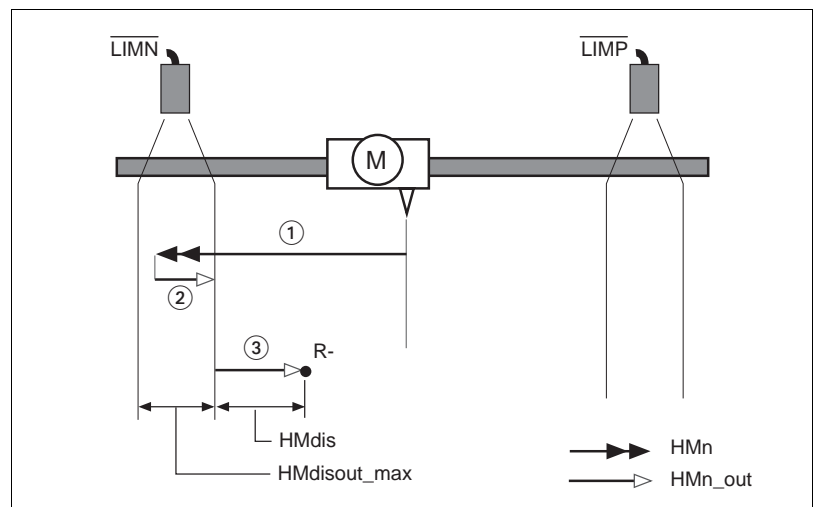 LIMN
LIMP
M
1
2
3
R-
HMdis
HMdisout_max
HMn
HMn_out